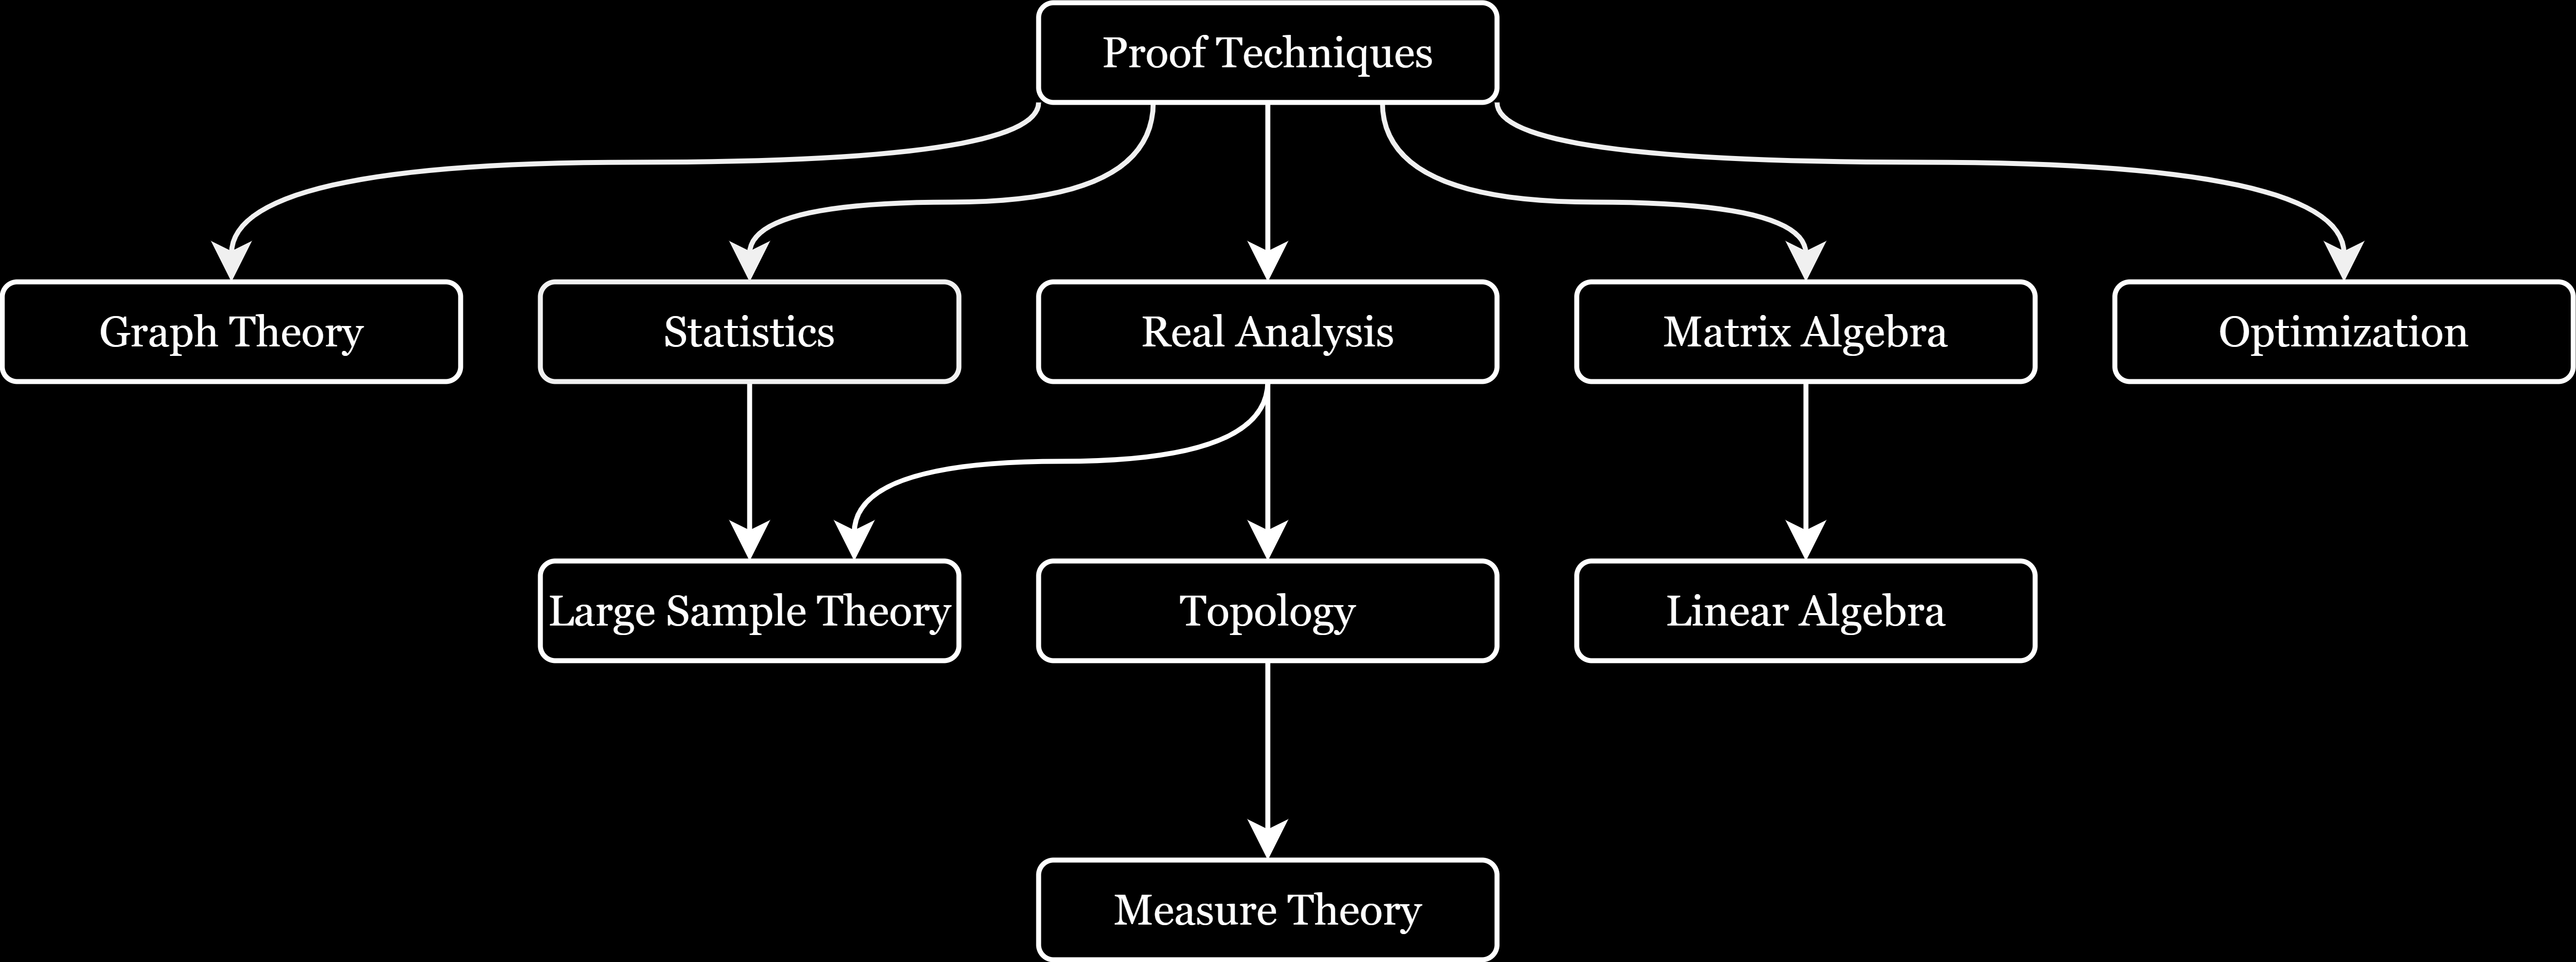 Proof Techniques
Graph Theory
Statistics
Real Analysis
Matrix Algebra
Optimization
Large Sample Theory
Topology
Linear Algebra
Measure Theory